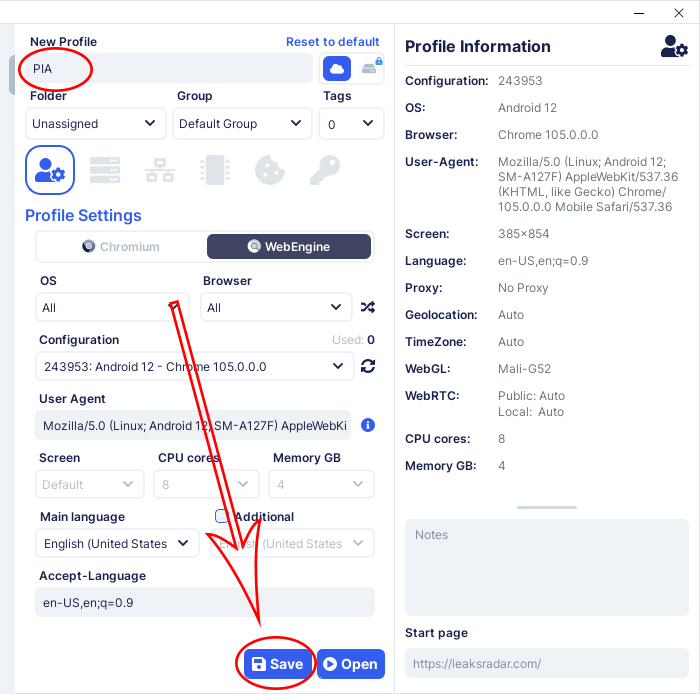 New Profile
Reset to default
PIA
Folder
Group
Tags
Unassigned
Default Group
0
Profile Settings
Chromium
WebEngine
OS
Browser
All
All
Configuration
Used: 0
243953: Android 12 - Chrome 105.0.0.0
User Agent
Mozilla/5.0 (Linux; Android 12; SM-A127F) AppleWebKi
Screen
CPU cores
Memory GB
Default
8
4
Main language
Additional
English (United States
English (United States
Accept-Language
en-US,en;q=0.9
Save
Open
Profile Information
Configuration: 243953
OS: Android 12
Browser: Chrome 105.0.0.0
User-Agent: Mozilla/5.0 (Linux; Android 12;
SM-A127F) AppleWebKit/537.36
(KHTML, like Gecko) Chrome/
105.0.0.0 Mobile Safari/537.36
Screen: 385×854
Language: en-US,en;q=0.9
Proxy: No Proxy
Geolocation: Auto
TimeZone: Auto
WebGL: Mali-G52
WebRTC: Public: Auto
Local: Auto
CPU cores: 8
Memory GB: 4
Notes
Start page
https://leaksradar.com/